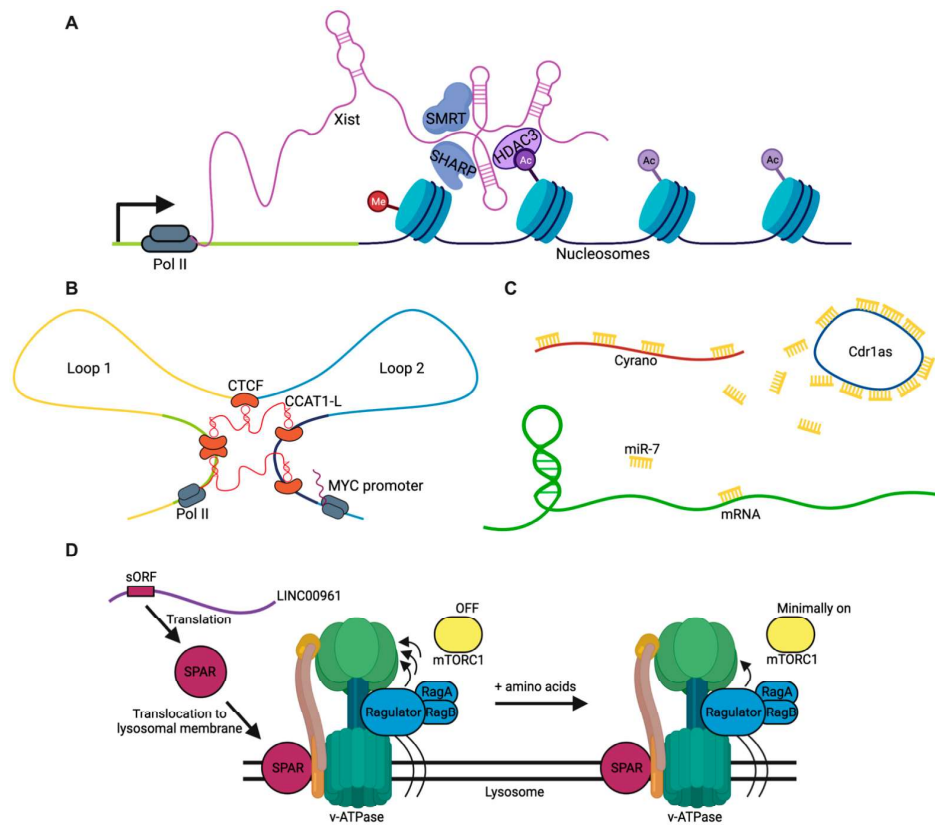 A
Xist
SMRT
SHARP
HDAC3
Ac
Ac
Ac
Me
Pol II
Nucleosomes
B
Loop 1
Loop 2
CTCF
CCAT1-L
MYC promoter
Pol II
C
Cyrano
Cdr1as
miR-7
mRNA
D
sORF
LINC00961
Translation
SPAR
Translocation to
lysosomal membrane
SPAR
OFF
mTORC1
RagA
Ragulator
RagB
v-ATPase
+ amino acids
Lysosome
Minimally on
mTORC1
RagA
Ragulator
RagB
SPAR
v-ATPase